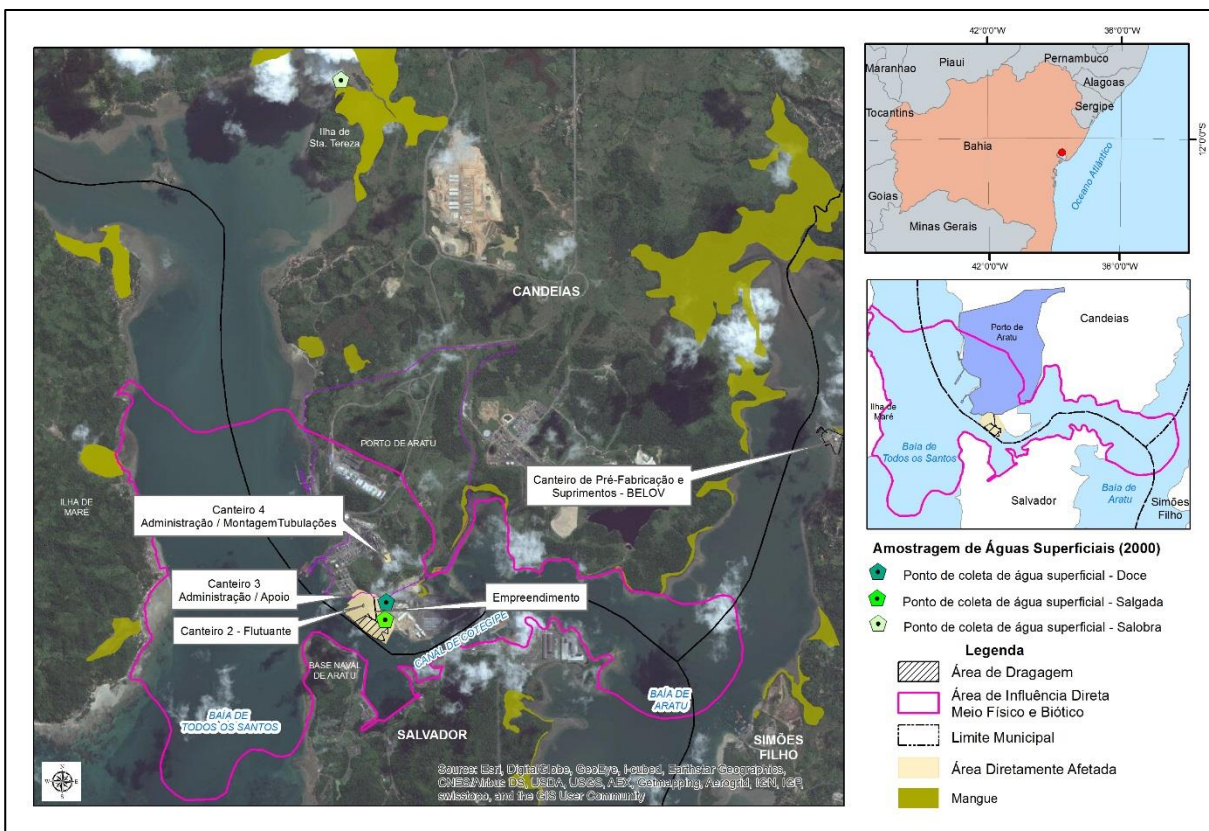 Ilha de
Sta. Tereza
CANDEIAS
PORTO DE ARATU
ILHA DE
MARÉ
Canteiro de Pré-Fabricação e
Suprimentos - BELOV
Canteiro 4
Administração / MontagemTubulações
Canteiro 3
Administração / Apoio
Canteiro 2 - Flutuante
Empreendimento
CANAL DE COTEGIPE
BASE NAVAL
DE ARATU
BAÍA DE
TODOS OS SANTOS
SALVADOR
BAÍA DE
ARATU
SIMÕES
FILHO
Source: Esri, DigitalGlobe, GeoEye, i-cubed, Earthstar Geographics,
CNES/Airbus DS, USDA, USGS, AEX, Getmapping, Aerogrid, IGN, IGP,
swisstopo, and the GIS User Community
N
W
E
S
42°0'0"W
38°0'0"W
Maranhao
Piaui
Pernambuco
Alagoas
Sergipe
Tocantins
Bahia
12°0'0"S
Oceano Atlântico
Goias
Minas Gerais
42°0'0"W
38°0'0"W
Porto de
Aratu
Candeias
Ilha de
Maré
Baía de
Todos os Santos
Salvador
Baía de
Aratu
Simões
Filho
Amostragem de Águas Superficiais (2000)
Ponto de coleta de água superficial - Doce
Ponto de coleta de água superficial - Salgada
Ponto de coleta de água superficial - Salobra
Legenda
Área de Dragagem
Área de Influência Direta
Meio Físico e Biótico
Limite Municipal
Área Diretamente Afetada
Mangue